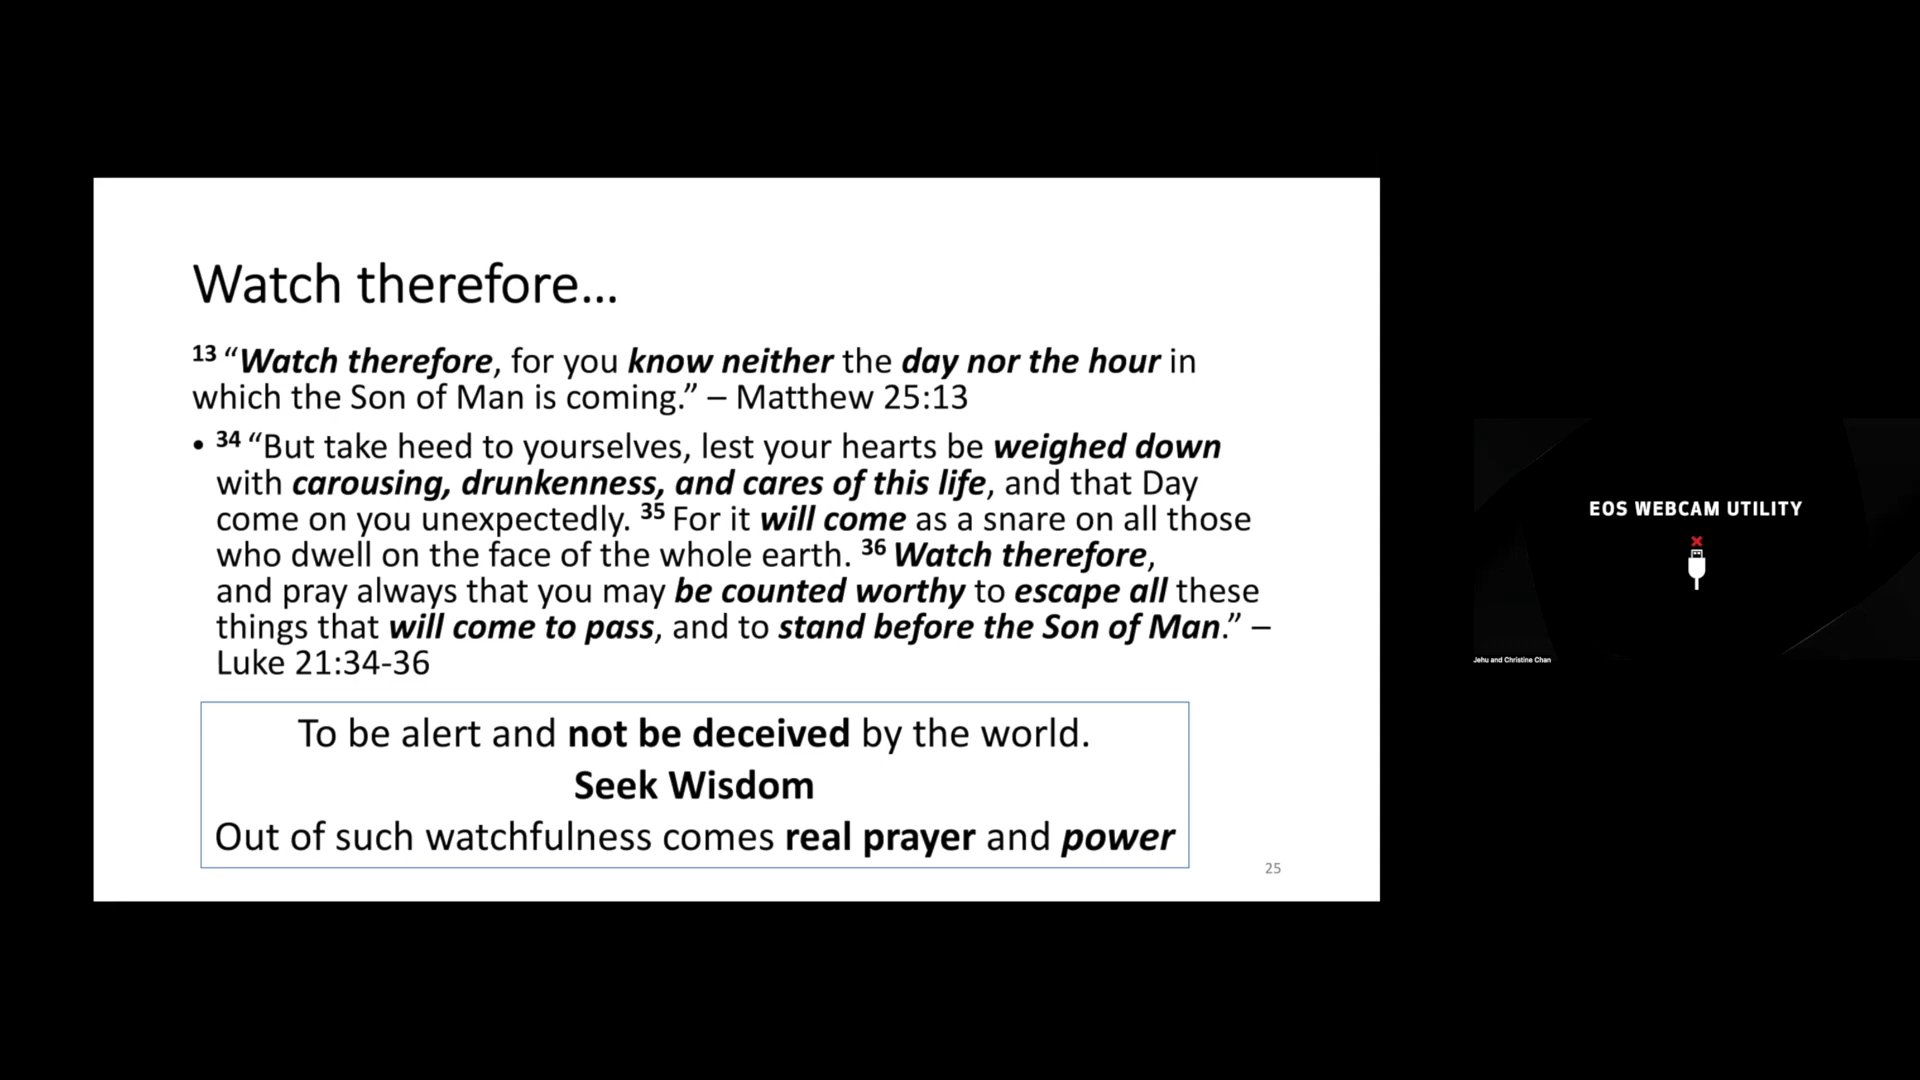 Watch therefore...
13 “Watch therefore, for you know neither the day nor the hour in
which the Son of Man is coming.” – Matthew 25:13
• 34 “But take heed to yourselves, lest your hearts be weighed down
with carousing, drunkenness, and cares of this life, and that Day
come on you unexpectedly. 35 For it will come as a snare on all those
who dwell on the face of the whole earth. 36 Watch therefore,
and pray always that you may be counted worthy to escape all these
things that will come to pass, and to stand before the Son of Man.” –
Luke 21:34-36
To be alert and not be deceived by the world.
Seek Wisdom
Out of such watchfulness comes real prayer and power
25
EOS WEBCAM UTILITY
Jehu and Christine Chan